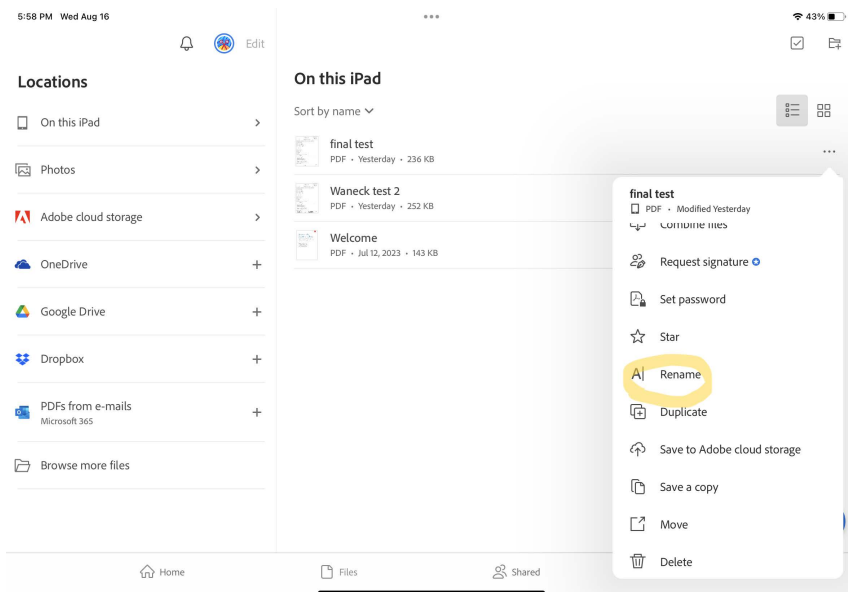 5:58 PM Wed Aug 16
43%
Edit
Locations
On this iPad
Photos
Adobe cloud storage
OneDrive
Google Drive
Dropbox
PDFs from e-mails
Microsoft 365
Browse more files
On this iPad
Sort by name
final test
PDF • Yesterday • 236 KB
Waneck test 2
PDF • Yesterday • 252 KB
Welcome
PDF • Jul 12, 2023 • 143 KB
final test
PDF • Modified Yesterday
Combine files
Request signature
Set password
Star
A| Rename
Duplicate
Save to Adobe cloud storage
Save a copy
Move
Delete
Home
Files
Shared